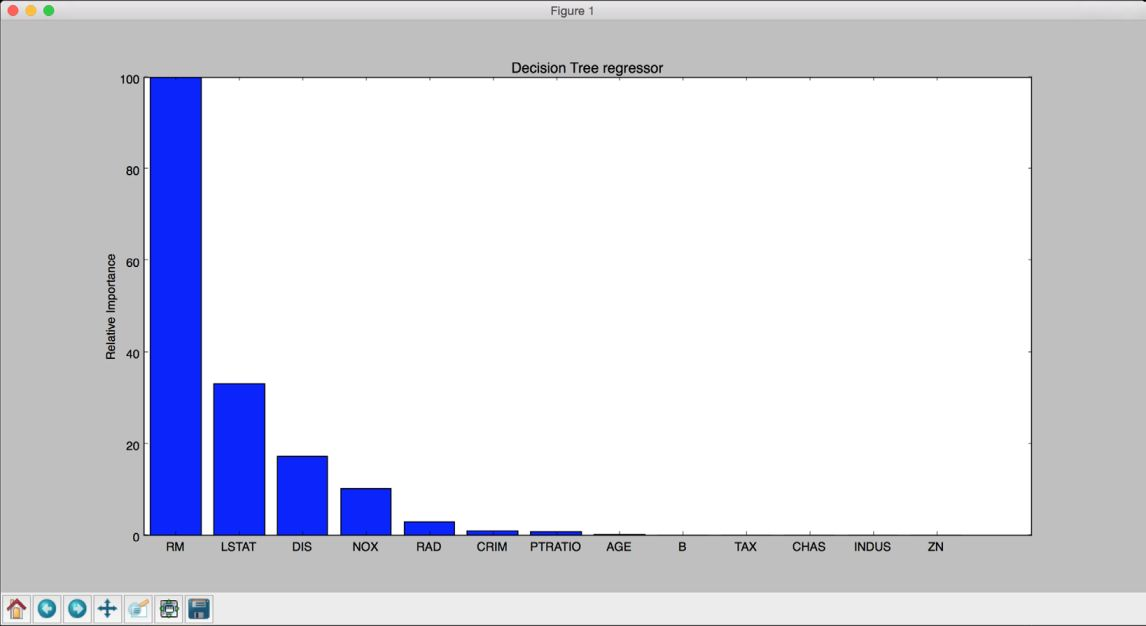 Figure 1
Decision Tree regressor
Relative Importance
100
80
60
40
20
0
RM LSTAT DIS NOX RAD CRIM PTRATIO AGE B TAX CHAS INDUS ZN